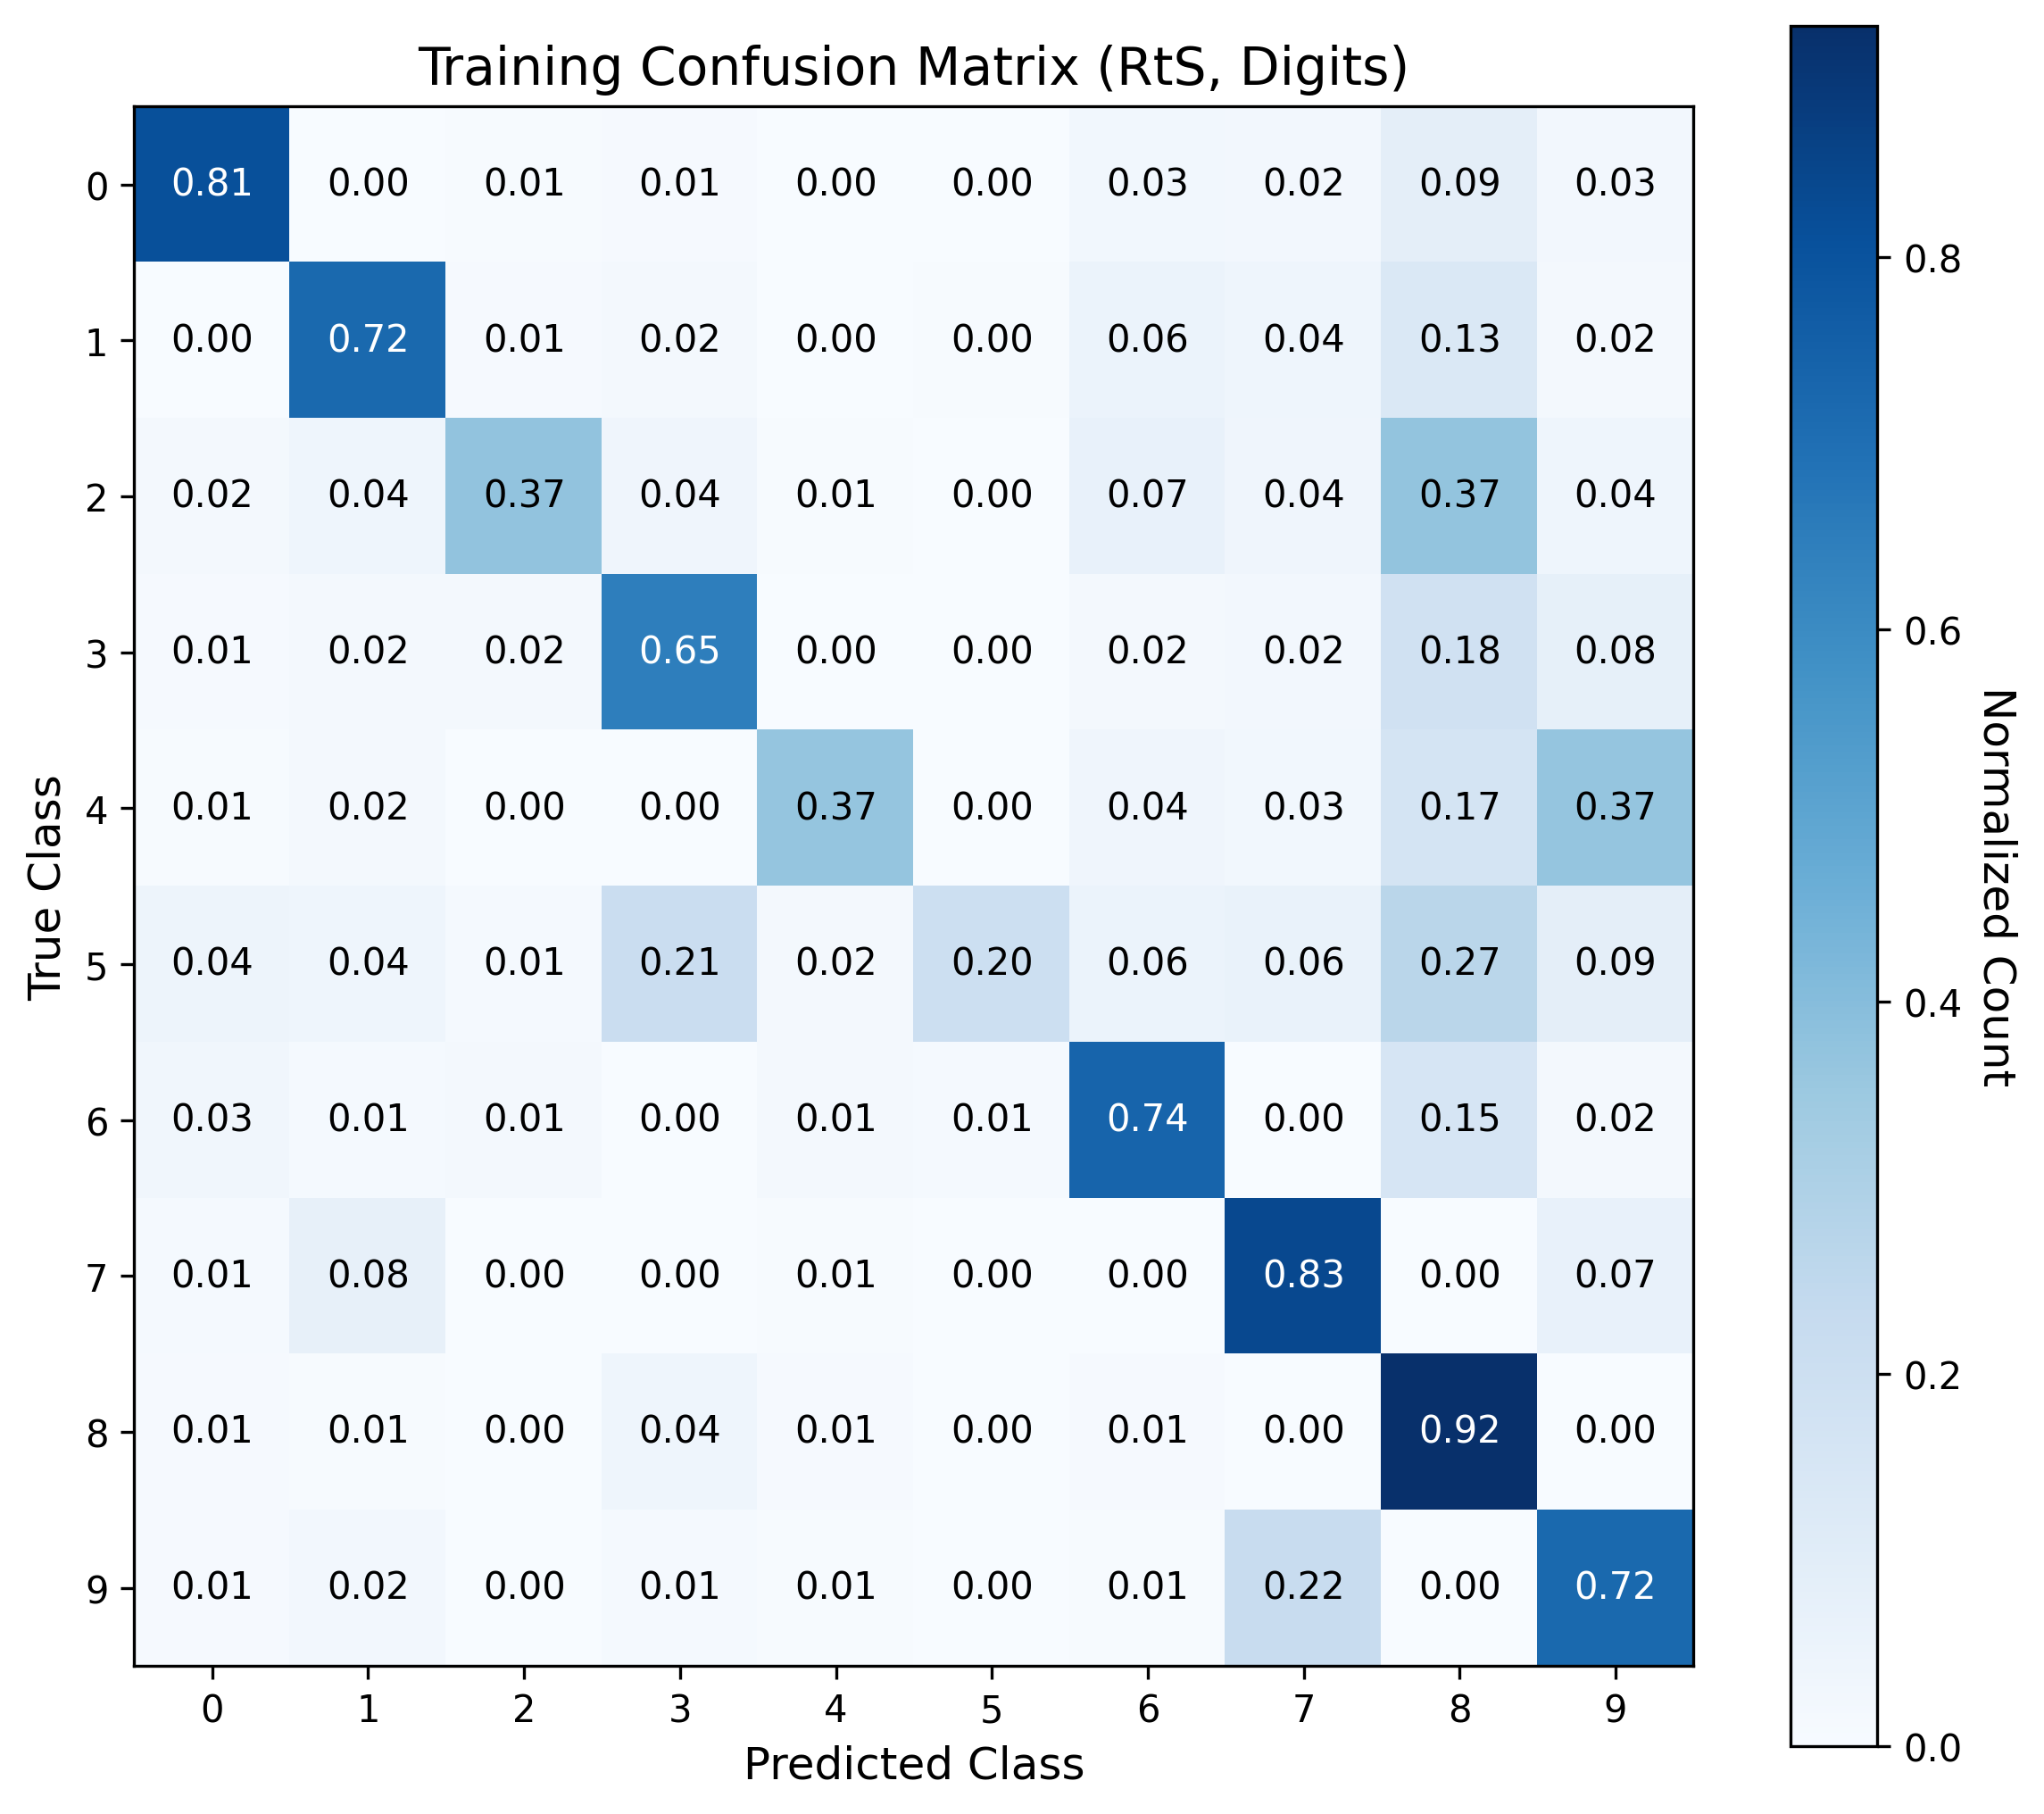 Training Confusion Matrix (RtS, Digits)
0 0.81 0.00 0.01 0.01 0.00 0.00 0.03 0.02 0.09 0.03
1 0.00 0.72 0.01 0.02 0.00 0.00 0.06 0.04 0.13 0.02
2 0.02 0.04 0.37 0.04 0.01 0.00 0.07 0.04 0.37 0.04
3 0.01 0.02 0.02 0.65 0.00 0.00 0.02 0.02 0.18 0.08
4 0.01 0.02 0.00 0.00 0.37 0.00 0.04 0.03 0.17 0.37
5 0.04 0.04 0.01 0.21 0.02 0.20 0.06 0.06 0.27 0.09
6 0.03 0.01 0.01 0.00 0.01 0.01 0.74 0.00 0.15 0.02
7 0.01 0.08 0.00 0.00 0.01 0.00 0.00 0.83 0.00 0.07
8 0.01 0.01 0.00 0.04 0.01 0.00 0.01 0.00 0.92 0.00
9 0.01 0.02 0.00 0.01 0.01 0.00 0.01 0.22 0.00 0.72
0 1 2 3 4 5 6 7 8 9
Predicted Class
True Class
0.8
0.6
0.4
0.2
0.0
Normalized Count